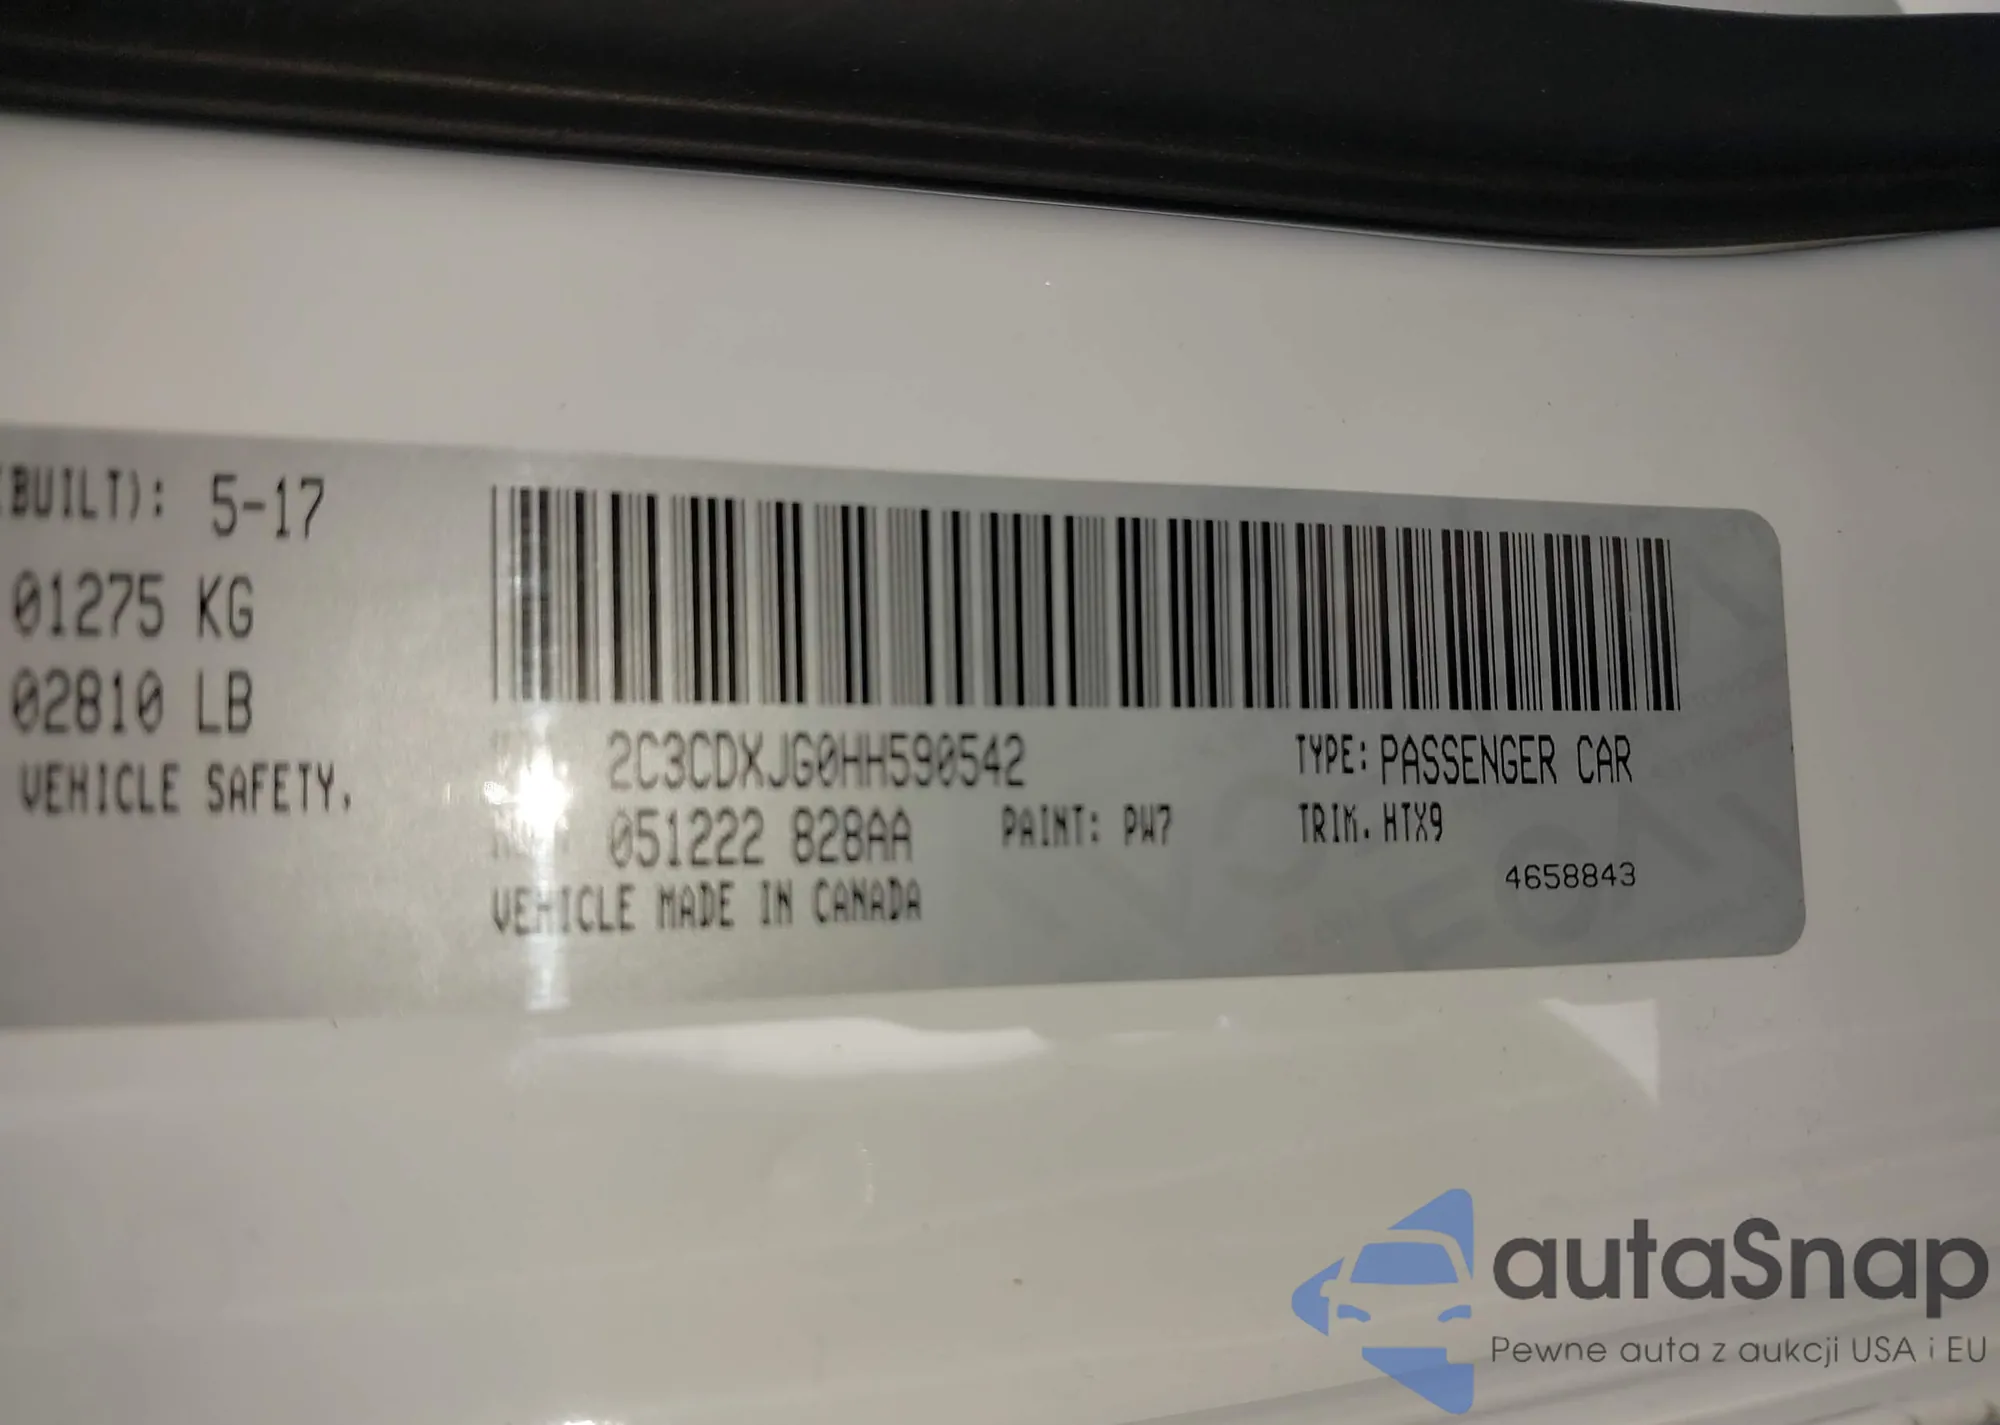 (BUILT): 5-17
01275 KG
02810 LB
VEHICLE SAFETY,
2C3CDXJG0HH590542
TYPE: PASSENGER CAR
051222 828AA
PAINT: PW7
TRIM. HTX9
4658843
VEHICLE MADE IN CANADA
autaSnap
Pewne auta z aukcji USA i EU